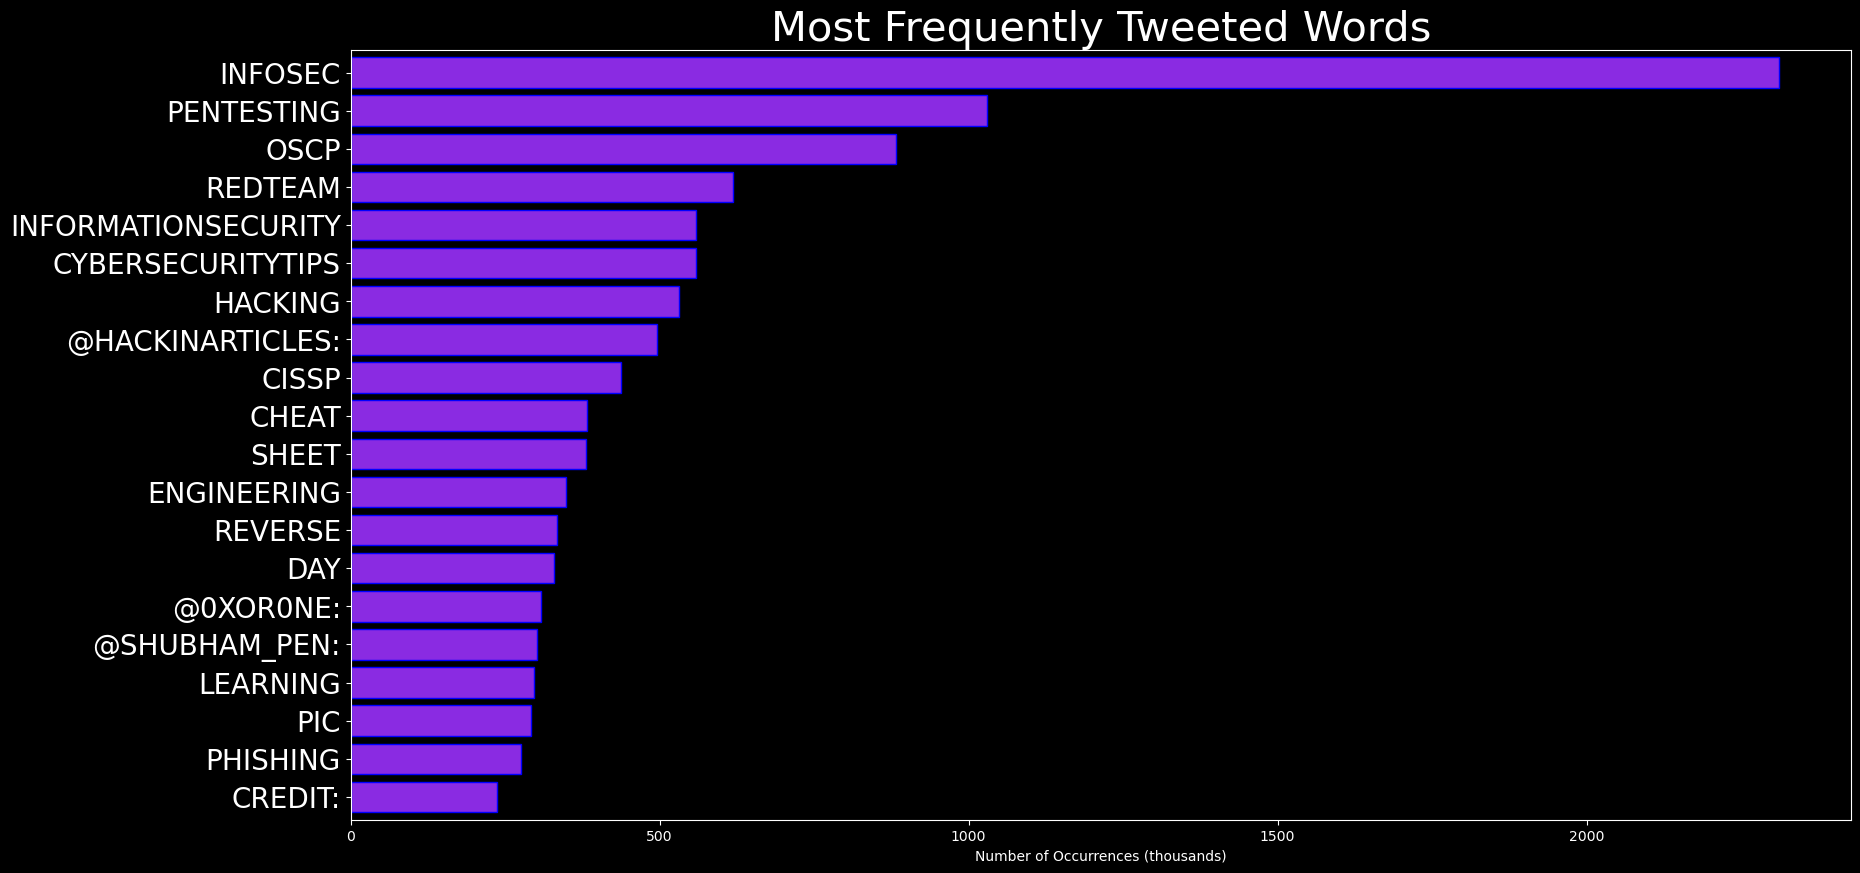 Most Frequently Tweeted Words
INFOSEC
PENTESTING
OSCP
REDTEAM
INFORMATIONSECURITY
CYBERSECURITYTIPS
HACKING
@HACKINARTICLES:
CISSP
CHEAT
SHEET
ENGINEERING
REVERSE
DAY
@0XOR0NE:
@SHUBHAM_PEN:
LEARNING
PIC
PHISHING
CREDIT:
0 500 1000 1500 2000
Number of Occurrences (thousands)